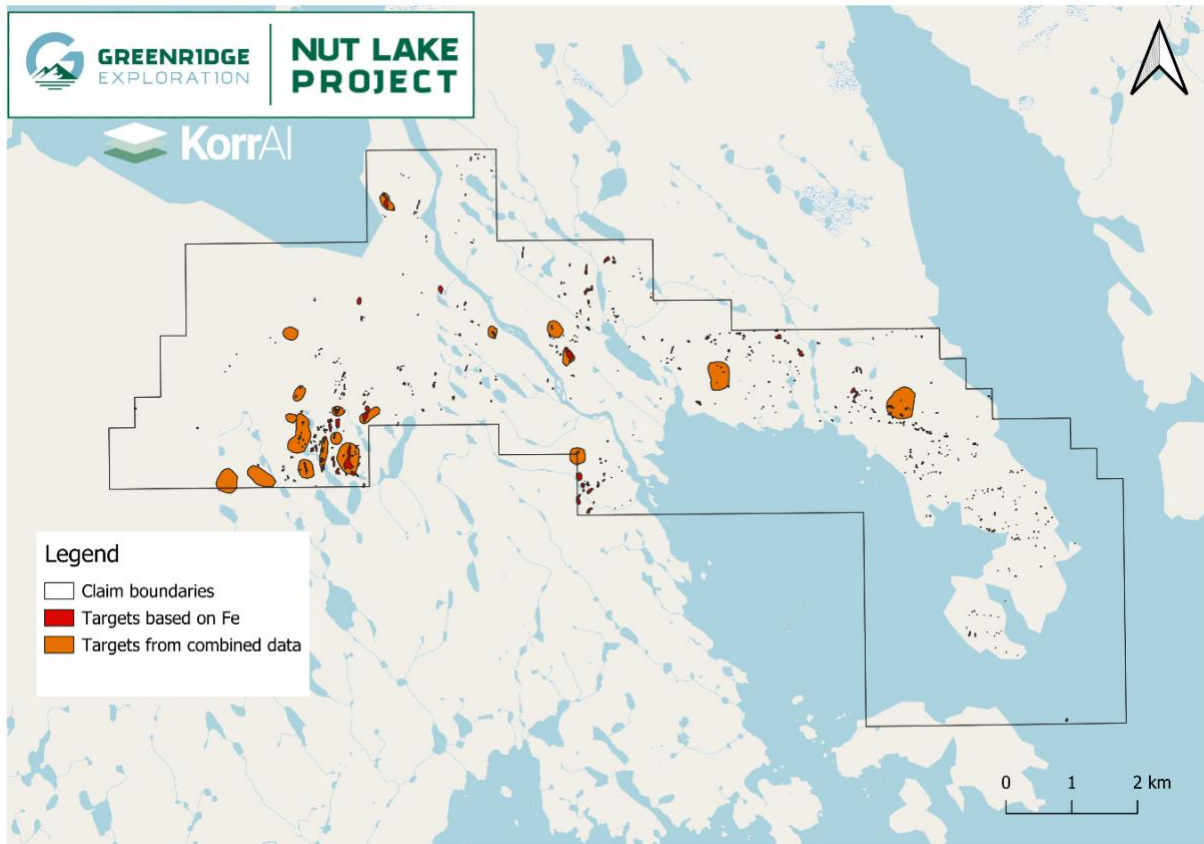 GREENRIDGE
EXPLORATION
NUT LAKE
PROJECT
KorrAI
Legend
Claim boundaries
Targets based on Fe
Targets from combined data
0 1 2 km